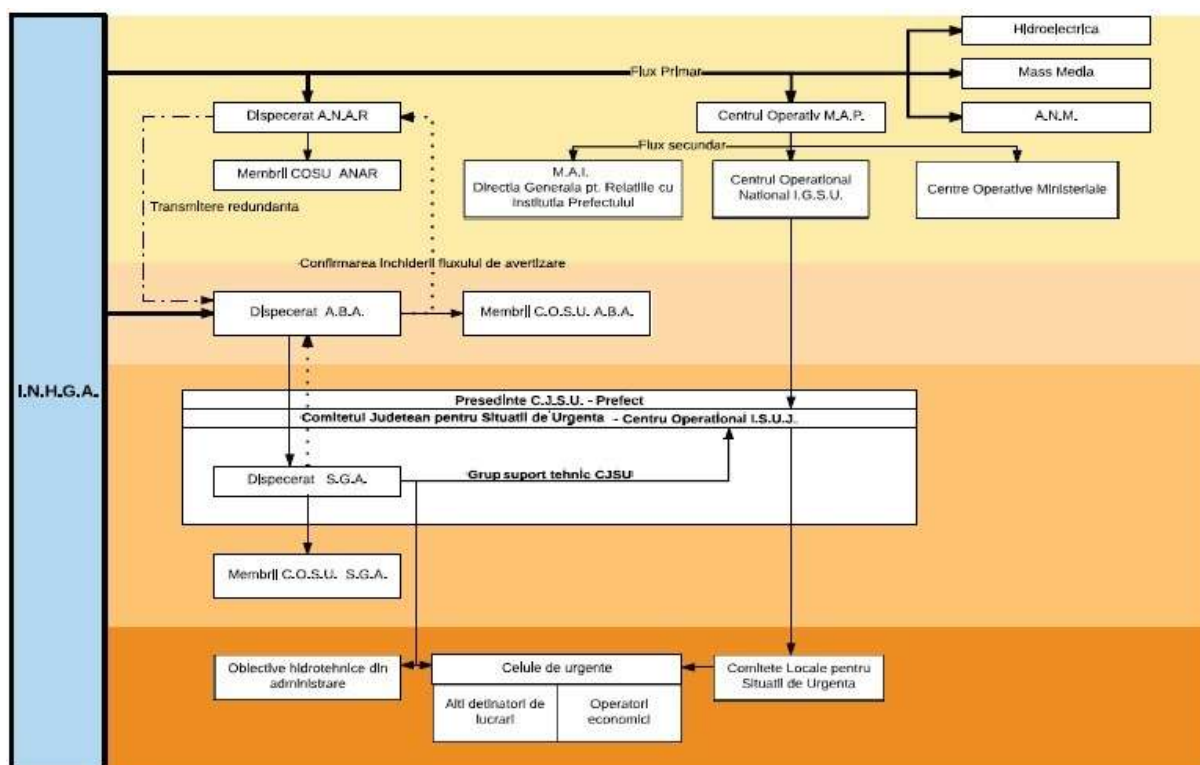 Hidroelectrica
Flux Primar
Mass Media
Dispecerat A.N.A.R
Centrul Operativ M.A.P.
A.N.M.
Flux secundar
Membrii COSU ANAR
M.A.I.
Directia Generala pt. Relatiile cu
Institutia Prefectului
Centrul Operational
National I.G.S.U.
Centre Operative Ministeriale
Transmitere redundanta
Confirmarea inchiderii fluxului de avertizare
Dispecerat A.B.A.
Membrii C.O.S.U. A.B.A.
I.N.H.G.A.
Presedinte C.J.S.U. - Prefect
Comitetul Judetean pentru Situatii de Urgenta - Centru Operational I.S.U.J.
Dispecerat S.G.A.
Grup suport tehnic CJSU
Membrii C.O.S.U. S.G.A.
Obiective hidrotehnice din
administrare
Celule de urgente
Comitete Locale pentru
Situatii de Urgenta
Alti detinatori de
lucrari
Operatori
economici